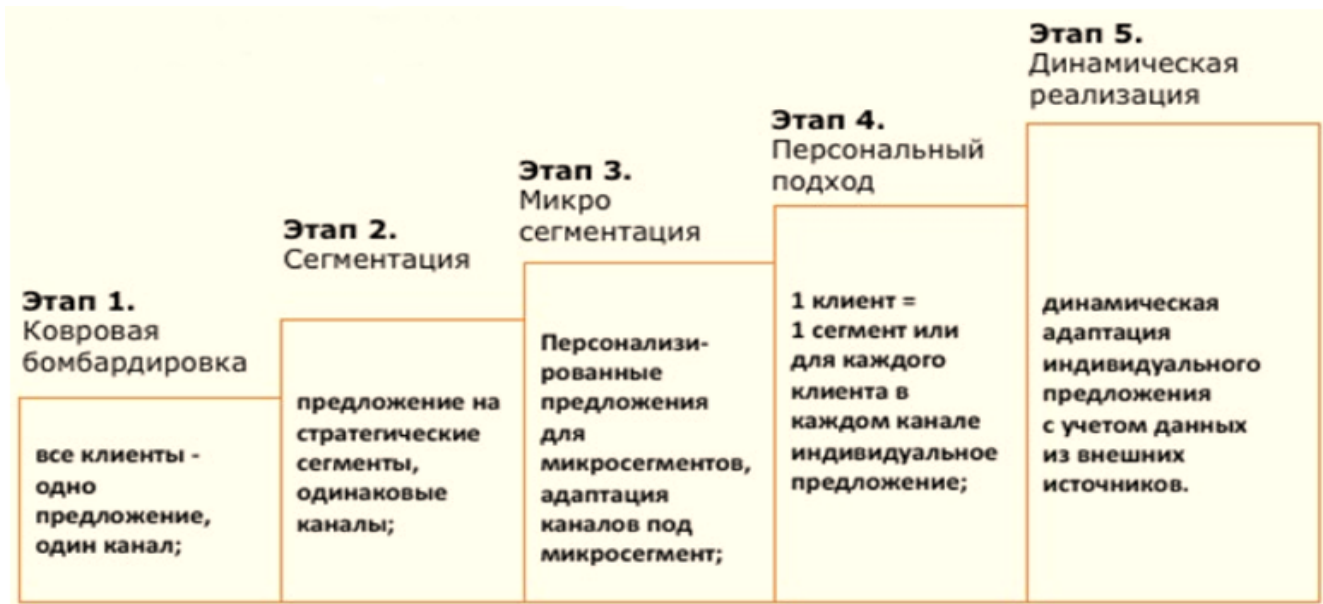 Этап 1.
Ковровая
бомбардировка
все клиенты -
одно
предложение,
один канал;
Этап 2.
Сегментация
предложение на
стратегические
сегменты,
одинаковые
каналы;
Этап 3.
Микро
сегментация
Персонализи-
рованные
предложения
для
микросегментов,
адаптация
каналов под
микросегмент;
Этап 4.
Персональный
подход
1 клиент =
1 сегмент или
для каждого
клиента в
каждом канале
индивидуальное
предложение;
Этап 5.
Динамическая
реализация
динамическая
адаптация
индивидуального
предложения
с учетом данных
из внешних
источников.